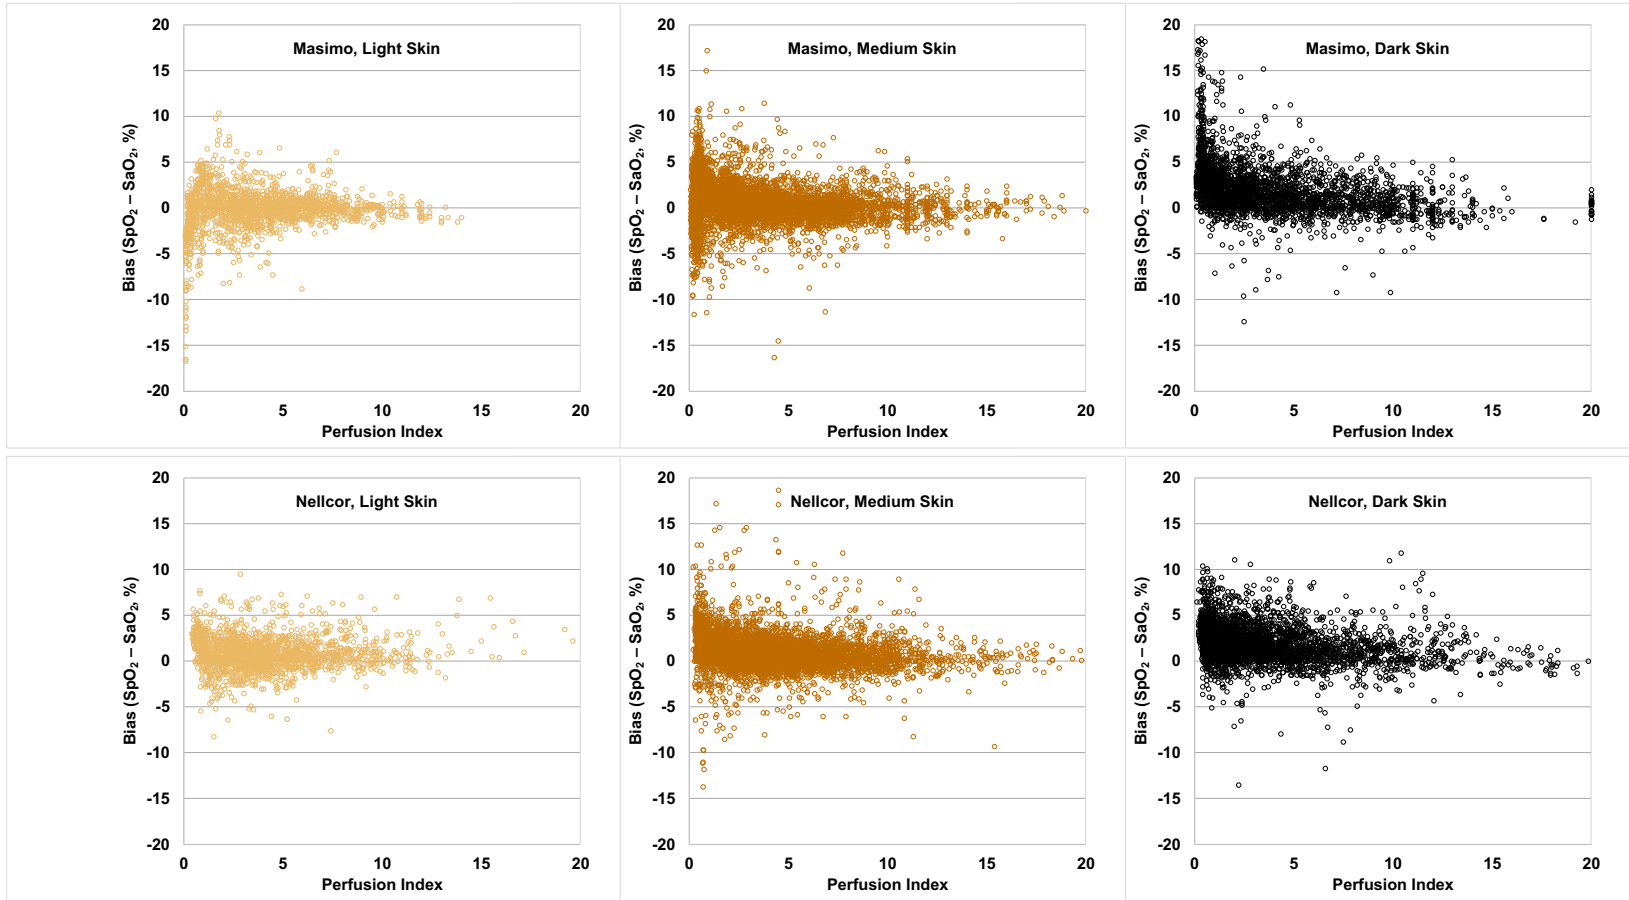 Masimo, Light Skin
Bias (SpO₂ – SaO₂, %)
20
15
10
5
0
-5
-10
-15
-20
0 5 10 15 20
Perfusion Index
Masimo, Medium Skin
Bias (SpO₂ – SaO₂, %)
20
15
10
5
0
-5
-10
-15
-20
0 5 10 15 20
Perfusion Index
Masimo, Dark Skin
Bias (SpO₂ – SaO₂, %)
20
15
10
5
0
-5
-10
-15
-20
0 5 10 15 20
Perfusion Index
Nellcor, Light Skin
Bias (SpO₂ – SaO₂, %)
20
15
10
5
0
-5
-10
-15
-20
0 5 10 15 20
Perfusion Index
Nellcor, Medium Skin
Bias (SpO₂ – SaO₂, %)
20
15
10
5
0
-5
-10
-15
-20
0 5 10 15 20
Perfusion Index
Nellcor, Dark Skin
Bias (SpO₂ – SaO₂, %)
20
15
10
5
0
-5
-10
-15
-20
0 5 10 15 20
Perfusion Index